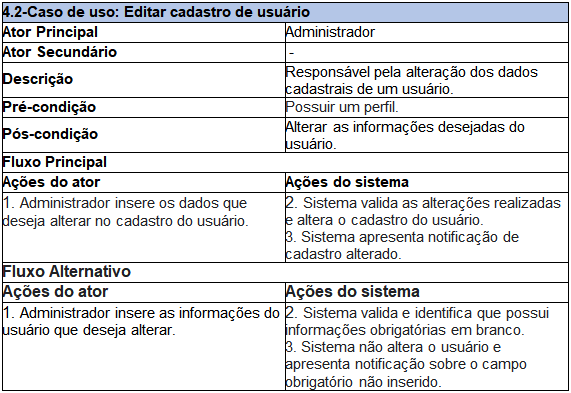 4.2-Caso de uso: Editar cadastro de usuário
Ator Principal Administrador
Ator Secundário -
Descrição Responsável pela alteração dos dados
cadastrais de um usuário.
Pré-condição Possuir um perfil.
Pós-condição Alterar as informações desejadas do
usuário.
Fluxo Principal
Ações do ator Ações do sistema
1. Administrador insere os dados que
deseja alterar no cadastro do usuário.
2. Sistema valida as alterações realizadas
e altera o cadastro do usuário.
3. Sistema apresenta notificação de
cadastro alterado.
Fluxo Alternativo
Ações do ator Ações do sistema
1. Administrador insere as informações do
usuário que deseja alterar.
2. Sistema valida e identifica que possui
informações obrigatórias em branco.
3. Sistema não altera o usuário e
apresenta notificação sobre o campo
obrigatório não inserido.